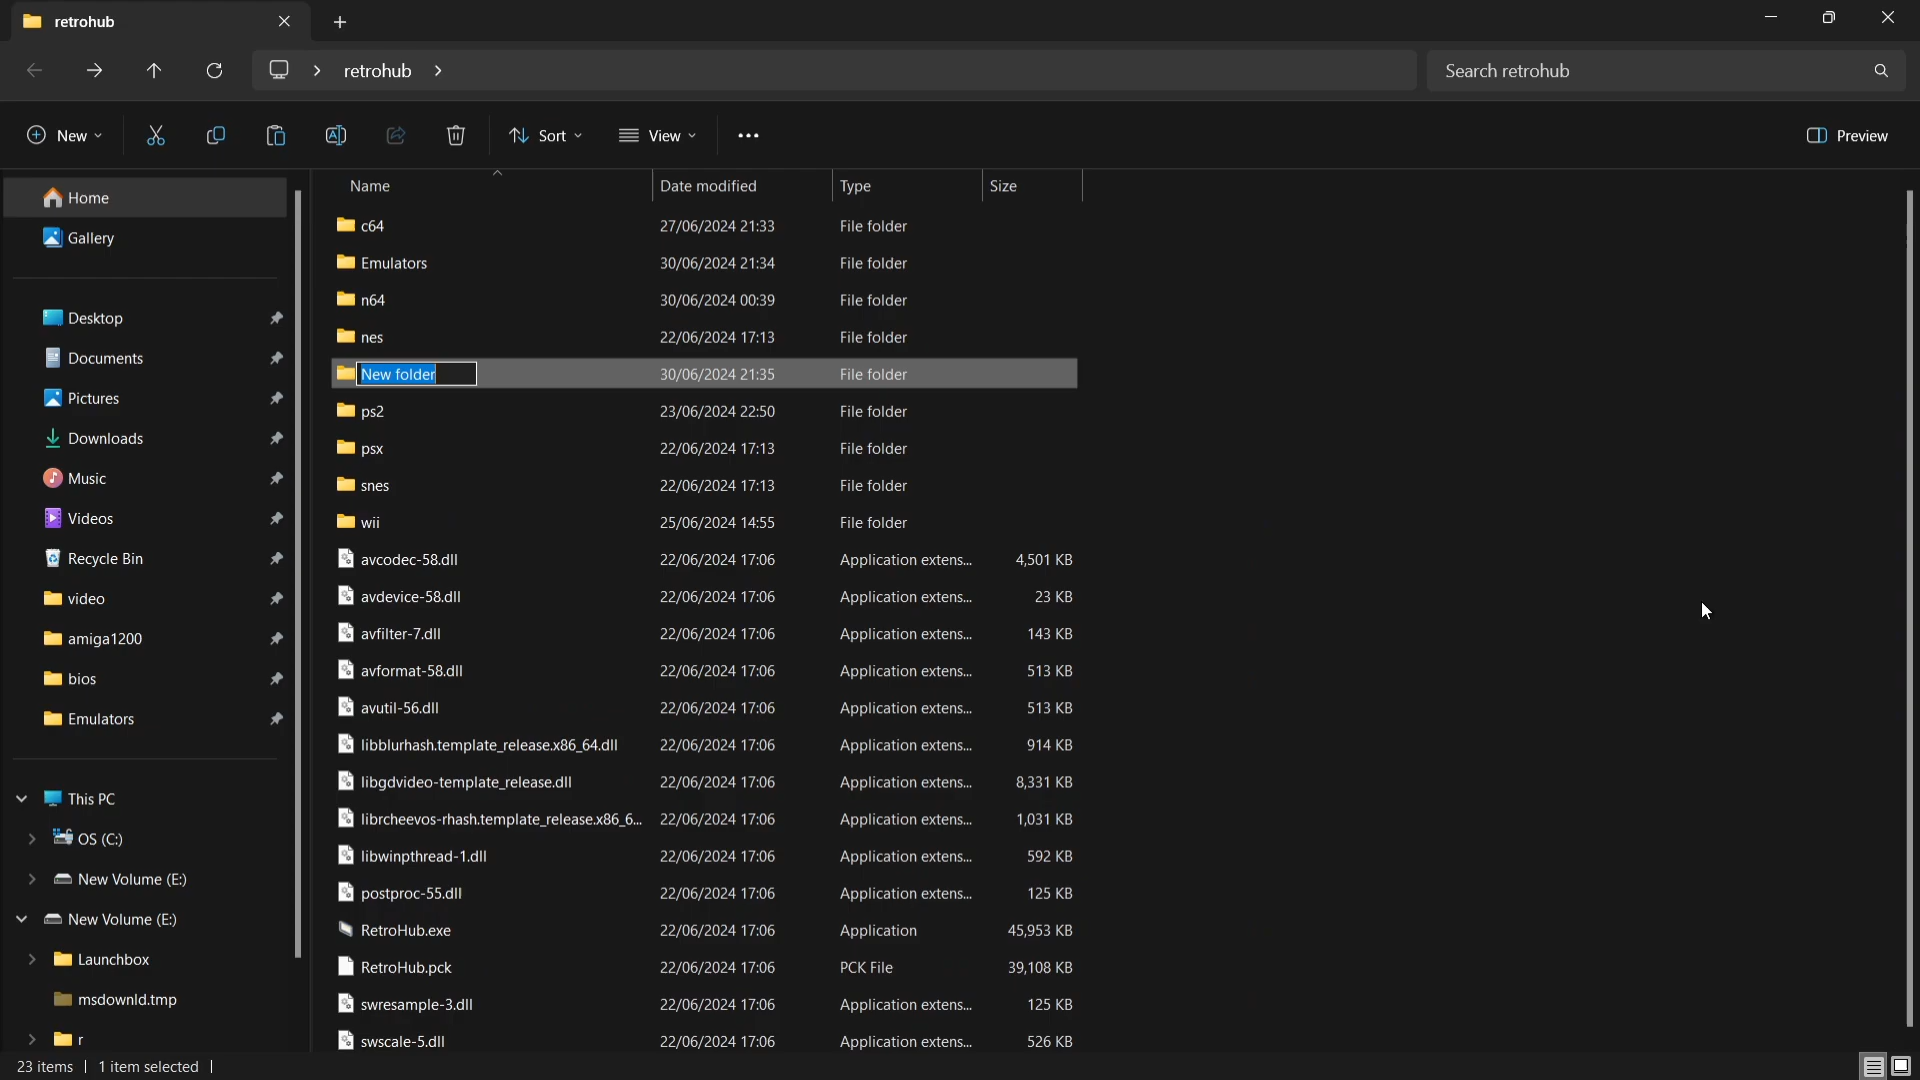 retrohub
retrohub
Search retrohub
New
Sort
View
Preview
Home
Gallery
Desktop
Documents
Pictures
Downloads
Music
Videos
Recycle Bin
video
amiga1200
bios
Emulators
This PC
OS (C:)
New Volume (E:)
New Volume (E:)
Launchbox
msdownld.tmp
r
Name Date modified Type Size
c64 27/06/2024 21:33 File folder
Emulators 30/06/2024 21:34 File folder
n64 30/06/2024 00:39 File folder
nes 22/06/2024 17:13 File folder
New folder 30/06/2024 21:35 File folder
ps2 23/06/2024 22:50 File folder
psx 22/06/2024 17:13 File folder
snes 22/06/2024 17:13 File folder
wii 25/06/2024 14:55 File folder
avcodec-58.dll 22/06/2024 17:06 Application extens... 4,501 KB
avdevice-58.dll 22/06/2024 17:06 Application extens... 23 KB
avfilter-7.dll 22/06/2024 17:06 Application extens... 143 KB
avformat-58.dll 22/06/2024 17:06 Application extens... 513 KB
avutil-56.dll 22/06/2024 17:06 Application extens... 513 KB
libblurhash.template_release.x86_64.dll 22/06/2024 17:06 Application extens... 914 KB
libgdvideo-template_release.dll 22/06/2024 17:06 Application extens... 8,331 KB
librcheevos-rhash.template_release.x86_6... 22/06/2024 17:06 Application extens... 1,031 KB
libwinpthread-1.dll 22/06/2024 17:06 Application extens... 592 KB
postproc-55.dll 22/06/2024 17:06 Application extens... 125 KB
RetroHub.exe 22/06/2024 17:06 Application 45,953 KB
RetroHub.pck 22/06/2024 17:06 PCK File 39,108 KB
swresample-3.dll 22/06/2024 17:06 Application extens... 125 KB
swscale-5.dll 22/06/2024 17:06 Application extens... 526 KB
23 items 1 item selected